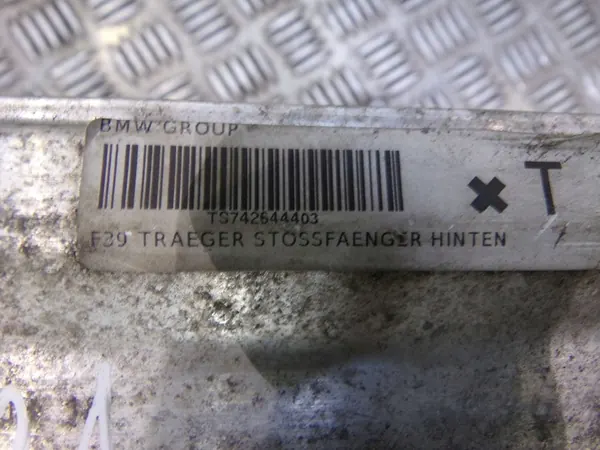 BMW GROUP
TS742644403
✖ T
F39 TRAEGER STOSSFAENGER HINTEN